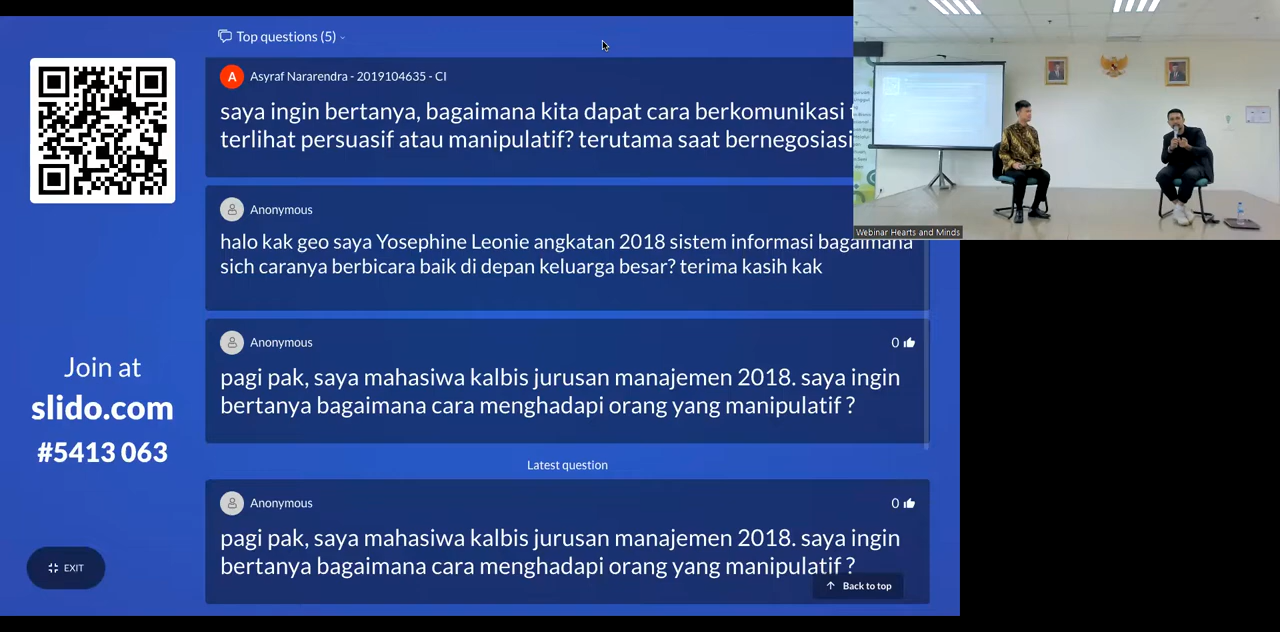 Top questions (5)
A Asyraf Nararendra - 2019104635 - CI
saya ingin bertanya, bagaimana kita dapat cara berkomunikasi
terlihat persuasif atau manipulatif? terutama saat bernegosiasi
Anonymous
halo kak geo saya Yosephine Leonie angkatan 2018 sistem informasi bagaimana
sich caranya berbicara baik di depan keluarga besar? terima kasih kak
Anonymous
0
pagi pak, saya mahasiwa kalbis jurusan manajemen 2018. saya ingin
bertanya bagaimana cara menghadapi orang yang manipulatif ?
Latest question
Anonymous
0
pagi pak, saya mahasiwa kalbis jurusan manajemen 2018. saya ingin
bertanya bagaimana cara menghadapi orang yang manipulatif ?
Back to top
Join at
slido.com
#5413 063
EXIT
Webinar Hearts and Minds